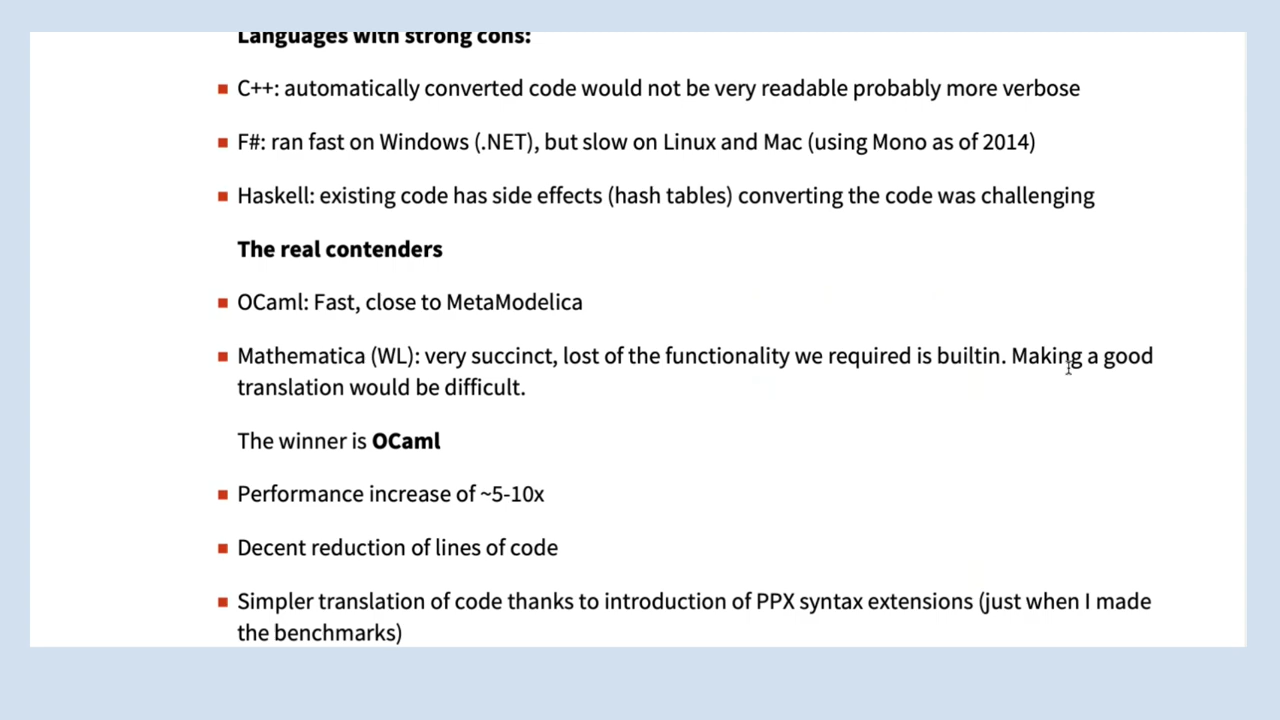 Languages with strong cons:
C++: automatically converted code would not be very readable probably more verbose
F#: ran fast on Windows (.NET), but slow on Linux and Mac (using Mono as of 2014)
Haskell: existing code has side effects (hash tables) converting the code was challenging
The real contenders
OCaml: Fast, close to MetaModelica
Mathematica (WL): very succinct, lost of the functionality we required is builtin. Making a good
translation would be difficult.
The winner is OCaml
Performance increase of ~5-10x
Decent reduction of lines of code
Simpler translation of code thanks to introduction of PPX syntax extensions (just when I made
the benchmarks)